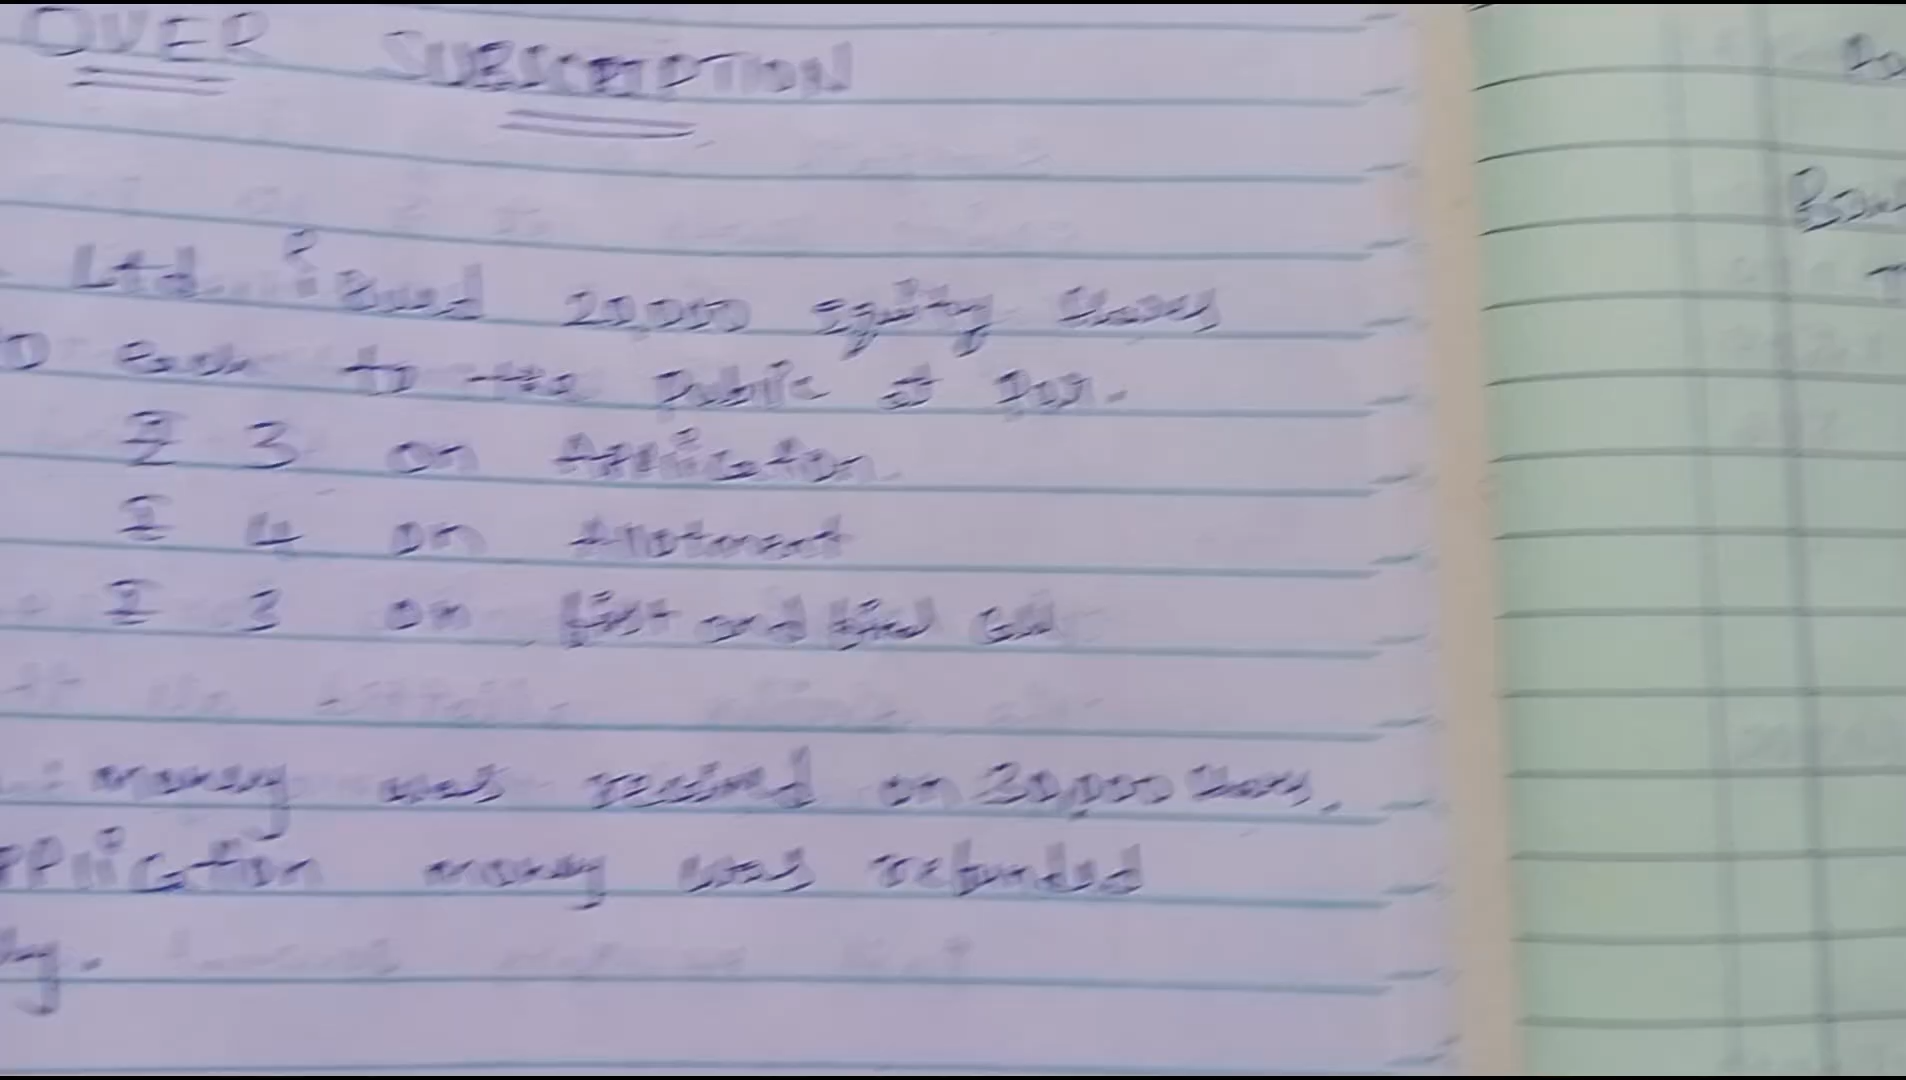 OVER SUBSCRIPTION
Ltd. issued 20,000 equity shares
each to the public at par.
₹ 3 on Application
₹ 4 on Allotment
₹ 3 on first and final call
money was received on 30,000 shares.
application money was refunded